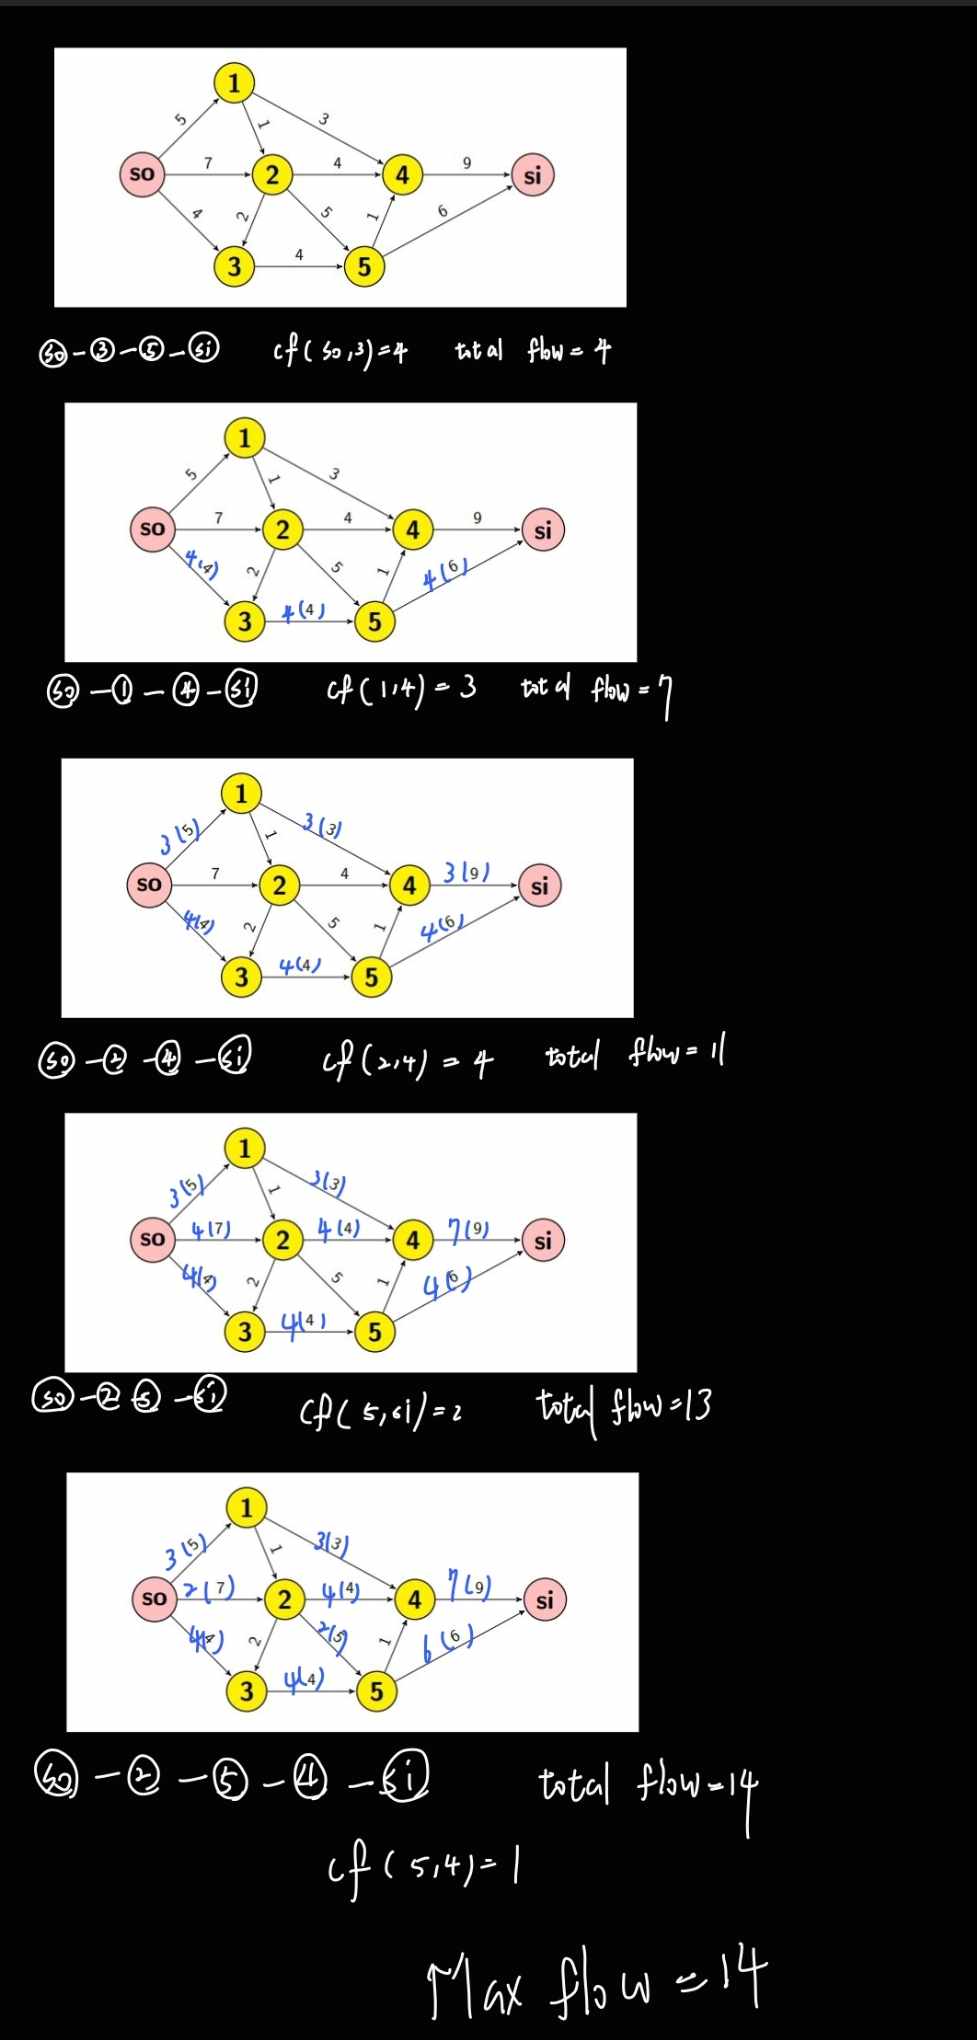 1
5 1 3
so 7 2 4 4 9 si
4 2 5 1 6
3 4 5
so - 3 - 5 - si cf(so,3)=4 total flow = 4
1
5 1 3
so 7 2 4 4 9 si
4(4) 2 5 1 4(6)
3 4(4) 5
so - 1 - 4 - si cf(1,4) = 3 total flow = 7
1
3(5) 1 3(3)
so 7 2 4 4 3(9) si
4(4) 2 5 1 4(6)
3 4(4) 5
so - 2 - 4 - si cf(2,4) = 4 total flow = 11
1
3(5) 1 3(3)
so 4(7) 2 4(4) 4 7(9) si
4(4) 2 5 1 4(6)
3 4(4) 5
so - 2 5 - si cf(5,si)=2 total flow=13
1
3(5) 1 3(3)
so 2(7) 2 4(4) 4 7(9) si
4(4) 2 2(5) 1 6(6)
3 4(4) 5
so - 2 - 5 - 4 - si total flow=14
cf(5,4)=1
Max flow = 14